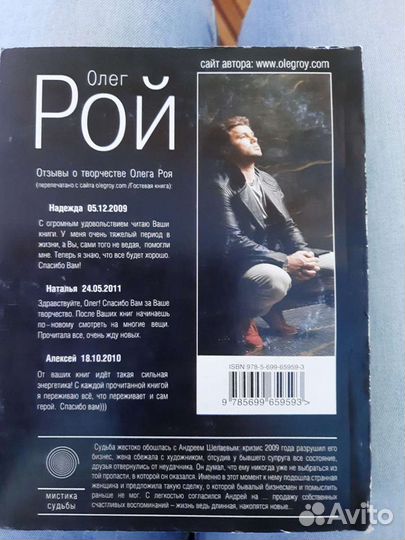 сайт автора: www.olegroy.com
Олег
Рой
Отзывы о творчестве Олега Роя
(перепечатано с сайта olegroy.com /Гостевая книга):
Надежда 05.12.2009
С огромным удовольствием читаю Ваши
книги. У меня очень тяжелый период в
жизни, а Вы, сами того не ведая, помогли
мне. Теперь я знаю, что все будет хорошо.
Спасибо Вам!
Наталья 24.05.2011
Здравствуйте, Олег! Спасибо Вам за Ваше
творчество. После Ваших книг начинаешь
по-новому смотреть на многие вещи.
Прочитала все, очень жду новых.
Алексей 18.10.2010
От ваших книг идёт такая сильная
энергетика! С каждой прочитанной книгой
я переживаю всё, что переживает и сам
герой. Спасибо вам)))
ISBN 978-5-699-65959-3
9 785699 659593 >
Судьба жестоко обошлась с Андреем Шелаевым: кризис 2009 года разрушил его
бизнес, жена сбежала с художником, отсудив у бывшего супруга все состояние,
друзья отвернулись от неудачника. Он думал, что ему никогда уже не выбраться из
той пропасти, в которой он оказался. Именно в этот момент к нему подошла странная
женщина и предложила такую сделку, о которой бывалый бизнесмен и помыслить
раньше не мог. С легкостью согласился Андрей на ... продажу собственных
счастливых воспоминаний – жизнь ведь длинная, накопятся новые...
мистика
судьбы
Avito